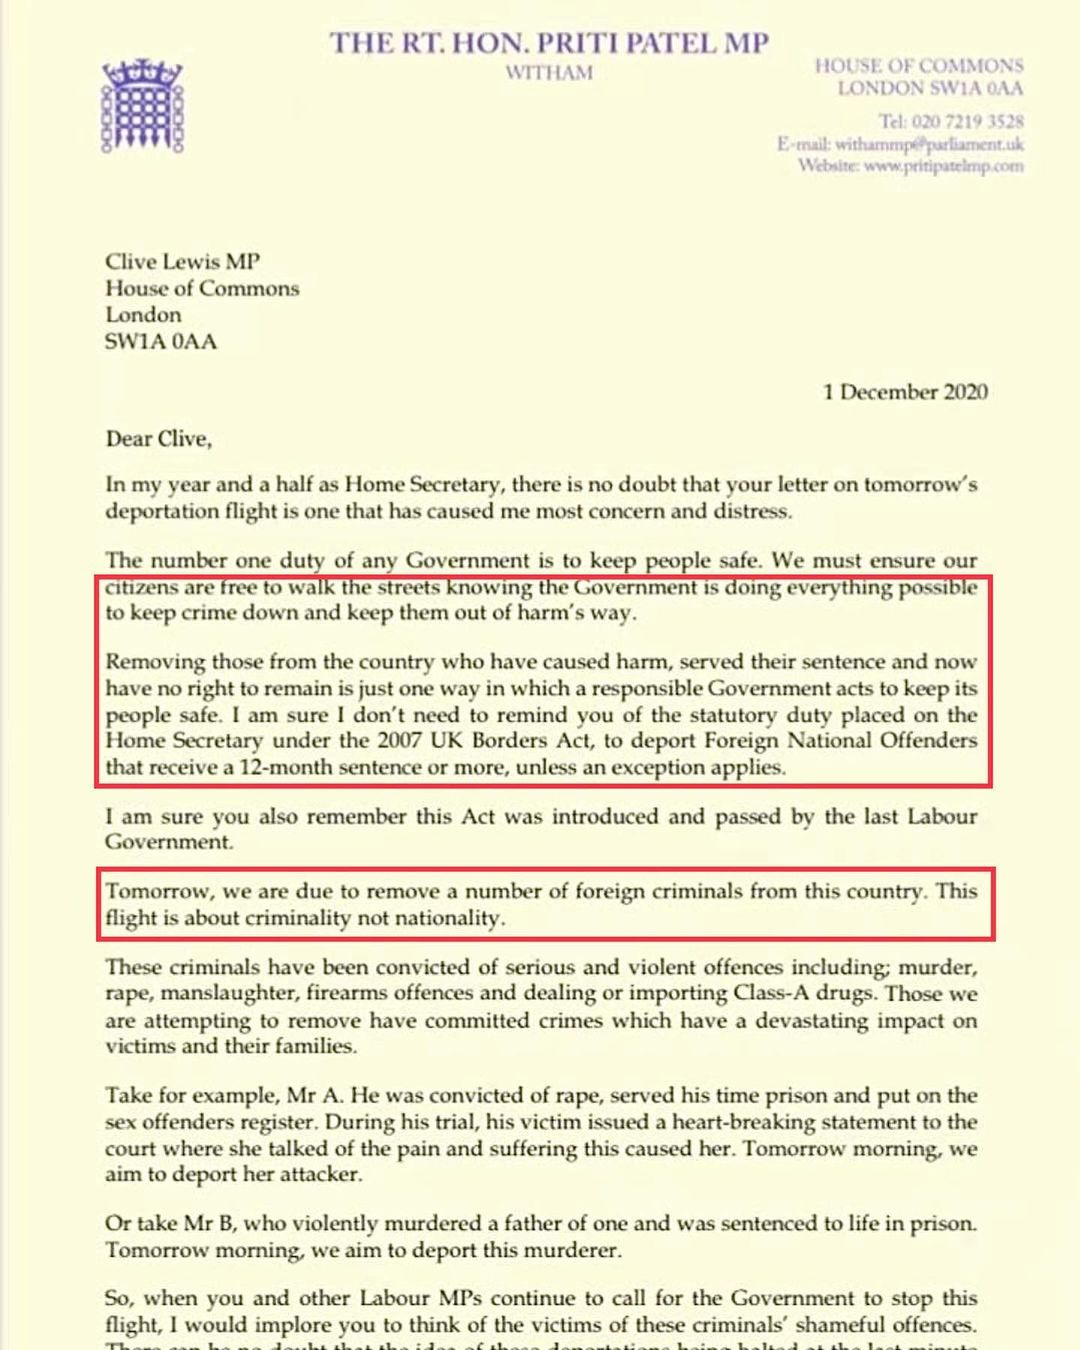 THE RT. HON. PRITI PATEL MP
WITHAM
HOUSE OF COMMONS
LONDON SW1A 0AA
Tel: 020 7219 3528
E-mail: withammp@parliament.uk
Website: www.pritipatelmp.com
Clive Lewis MP
House of Commons
London
SW1A 0AA
1 December 2020
Dear Clive,
In my year and a half as Home Secretary, there is no doubt that your letter on tomorrow's
deportation flight is one that has caused me most concern and distress.
The number one duty of any Government is to keep people safe. We must ensure our
citizens are free to walk the streets knowing the Government is doing everything possible
to keep crime down and keep them out of harm's way.
Removing those from the country who have caused harm, served their sentence and now
have no right to remain is just one way in which a responsible Government acts to keep its
people safe. I am sure I don't need to remind you of the statutory duty placed on the
Home Secretary under the 2007 UK Borders Act, to deport Foreign National Offenders
that receive a 12-month sentence or more, unless an exception applies.
I am sure you also remember this Act was introduced and passed by the last Labour
Government.
Tomorrow, we are due to remove a number of foreign criminals from this country. This
flight is about criminality not nationality.
These criminals have been convicted of serious and violent offences including; murder,
rape, manslaughter, firearms offences and dealing or importing Class-A drugs. Those we
are attempting to remove have committed crimes which have a devastating impact on
victims and their families.
Take for example, Mr A. He was convicted of rape, served his time prison and put on the
sex offenders register. During his trial, his victim issued a heart-breaking statement to the
court where she talked of the pain and suffering this caused her. Tomorrow morning, we
aim to deport her attacker.
Or take Mr B, who violently murdered a father of one and was sentenced to life in prison.
Tomorrow morning, we aim to deport this murderer.
So, when you and other Labour MPs continue to call for the Government to stop this
flight, I would implore you to think of the victims of these criminals' shameful offences.